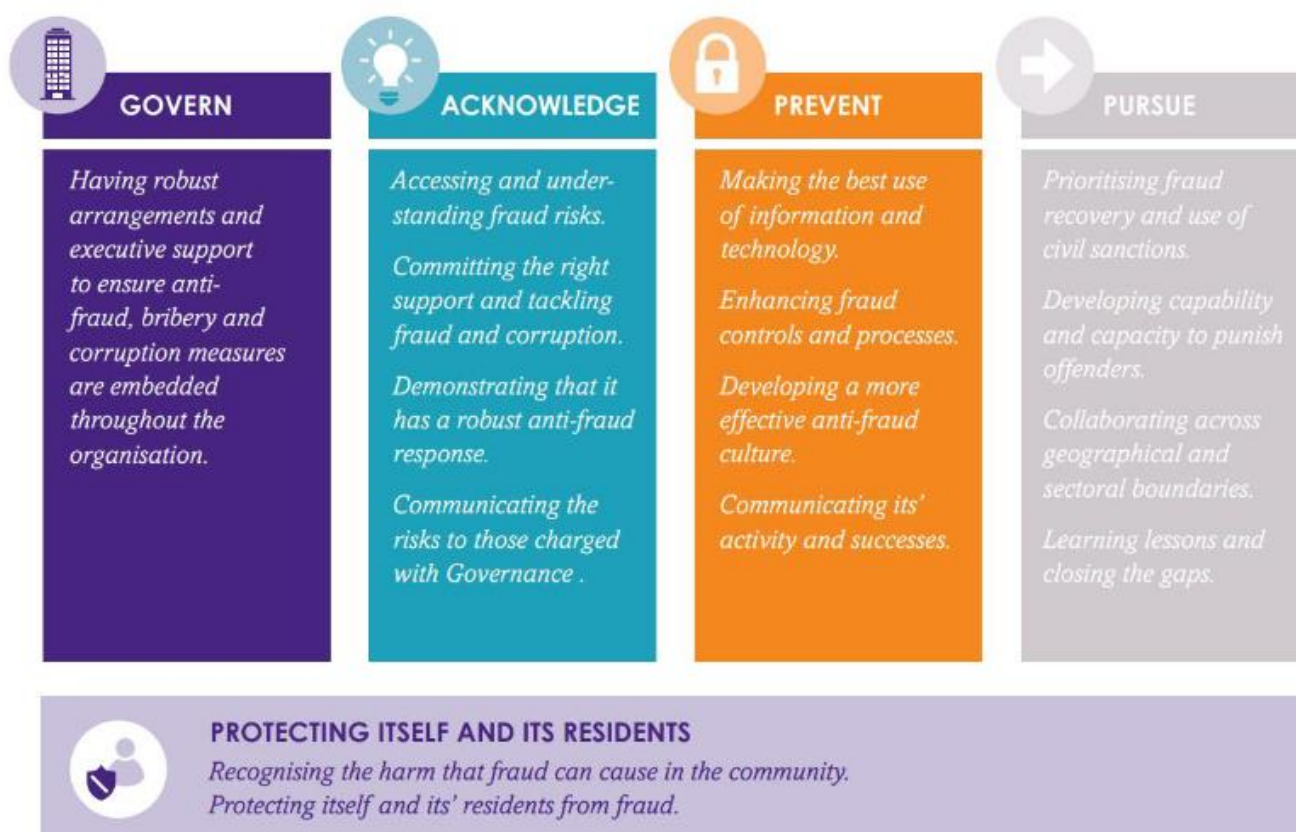 GOVERN
Having robust
arrangements and
executive support
to ensure anti-
fraud, bribery and
corruption measures
are embedded
throughout the
organisation.
ACKNOWLEDGE
Accessing and under-
standing fraud risks.
Committing the right
support and tackling
fraud and corruption.
Demonstrating that it
has a robust anti-fraud
response.
Communicating the
risks to those charged
with Governance .
PREVENT
Making the best use
of information and
technology.
Enhancing fraud
controls and processes.
Developing a more
effective anti-fraud
culture.
Communicating its’
activity and successes.
PURSUE
Prioritising fraud
recovery and use of
civil sanctions.
Developing capability
and capacity to punish
offenders.
Collaborating across
geographical and
sectoral boundaries.
Learning lessons and
closing the gaps.
PROTECTING ITSELF AND ITS RESIDENTS
Recognising the harm that fraud can cause in the community.
Protecting itself and its’ residents from fraud.